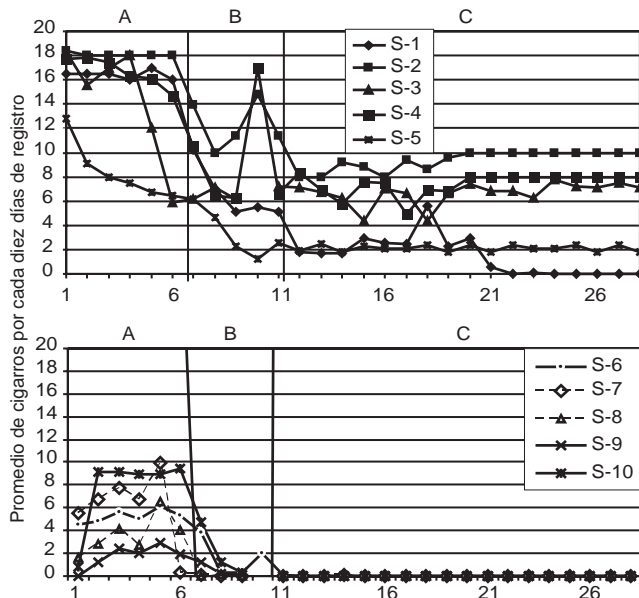 A B C
20
18
16
14
12
10
8
6
4
2
0
1 6 11 16 21 26
S-1
S-2
S-3
S-4
S-5
Promedio de cigarros por cada diez días de registro
A B C
20
18
16
14
12
10
8
6
4
2
0
1 6 11 16 21 26
S-6
S-7
S-8
S-9
S-10